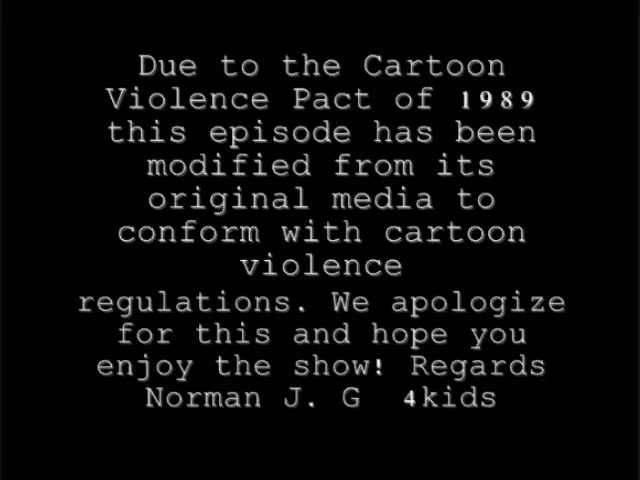 Due to the Cartoon
Violence Pact of 1989
this episode has been
modified from its
original media to
conform with cartoon
violence
regulations. We apologize
for this and hope you
enjoy the show! Regards
Norman J. G 4kids